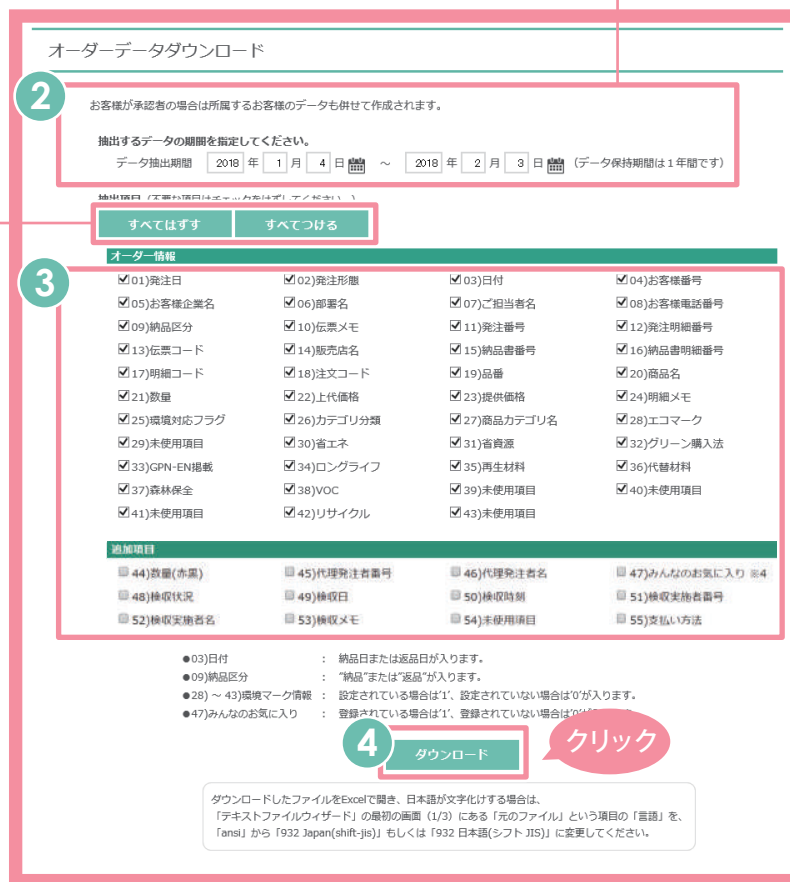 オーダーデータダウンロード
2
お客様が承認者の場合は所属するお客様のデータも併せて作成されます。
抽出するデータの期間を指定してください。
データ抽出期間 2018 年 1 月 4 日 ～ 2018 年 2 月 3 日 (データ保持期間は１年間です)
抽出項目 (不要な項目はチェックをはずしてください。)
すべてはずす すべてつける
オーダー情報
3
01)発注日 02)発注形態 03)日付 04)お客様番号
05)お客様企業名 06)部署名 07)ご担当者名 08)お客様電話番号
09)納品区分 10)伝票メモ 11)発注番号 12)発注明細番号
13)伝票コード 14)販売店名 15)納品書番号 16)納品書明細番号
17)明細コード 18)注文コード 19)品番 20)商品名
21)数量 22)上代価格 23)提供価格 24)明細メモ
25)環境対応フラグ 26)カテゴリ分類 27)商品カテゴリ名 28)エコマーク
29)未使用項目 30)省エネ 31)省資源 32)グリーン購入法
33)GPN-EN掲載 34)ロングライフ 35)再生材料 36)代替材料
37)森林保全 38)VOC 39)未使用項目 40)未使用項目
41)未使用項目 42)リサイクル 43)未使用項目
追加項目
44)数量(赤黒) 45)代理発注者番号 46)代理発注者名 47)みんなのお気に入り ※4
48)検収状況 49)検収日 50)検収時刻 51)検収実施者番号
52)検収実施者名 53)検収メモ 54)未使用項目 55)支払い方法
●03)日付 ： 納品日または返品日が入ります。
●09)納品区分 ： ”納品”または”返品”が入ります。
●28) ～ 43)環境マーク情報 ： 設定されている場合は’1’、設定されていない場合は’0’が入ります。
●47)みんなのお気に入り ： 登録されている場合は’1’、登録されていない場合は’0’が
4
ダウンロード
クリック
ダウンロードしたファイルをExcelで開き、日本語が文字化けする場合は、
「テキストファイルウィザード」の最初の画面（1/3）にある「元のファイル」という項目の「言語」を、
「ansi」から「932 Japan(shift-jis)」もしくは「932 日本語(シフト JIS)」に変更してください。